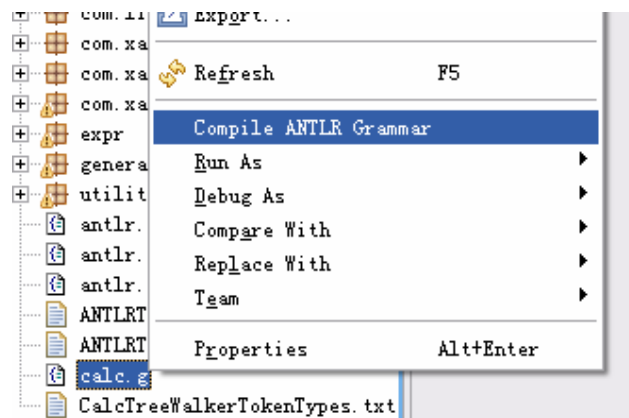 Export...
com.xa
com.xa
Refresh F5
com.xa
Compile ANTLR Grammar
expr
Run As
genera
Debug As
utilit
antlr.
Compare With
antlr.
Replace With
antlr.
Team
ANTLRT
ANTLRT
Properties Alt+Enter
calc.g
CalcTreeWalkerTokenTypes.txt